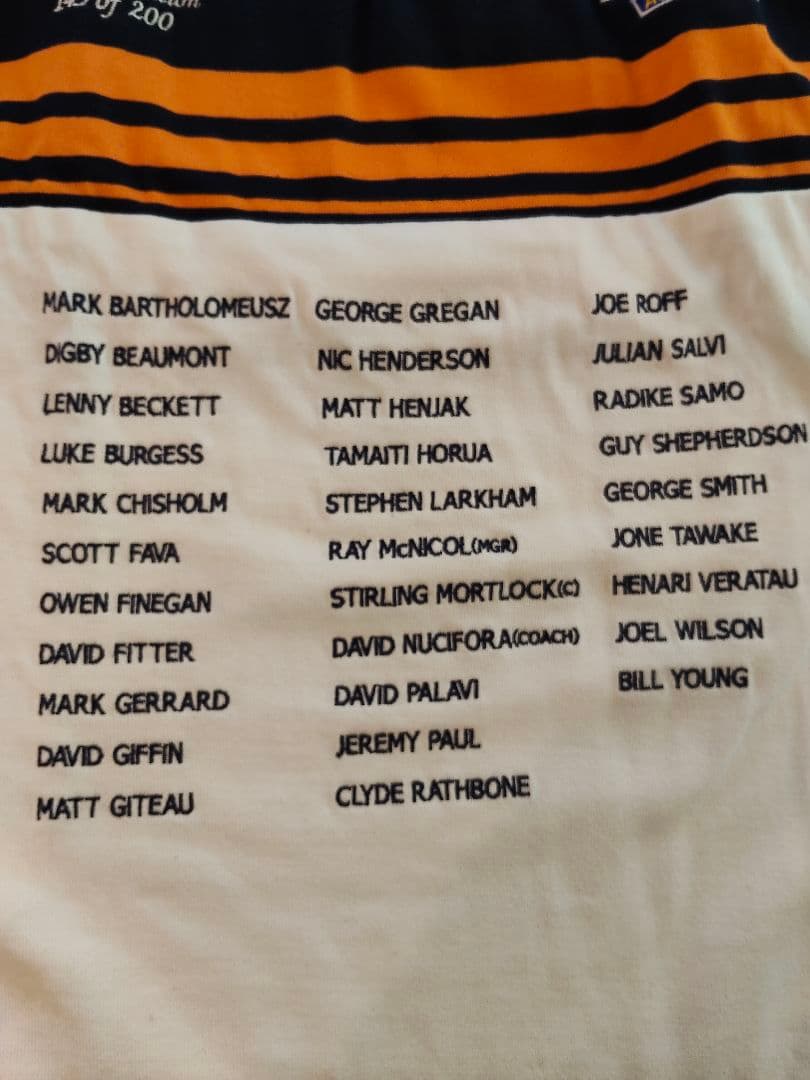 of 200
MARK BARTHOLOMEUSZ
DIGBY BEAUMONT
LENNY BECKETT
LUKE BURGESS
MARK CHISHOLM
SCOTT FAVA
OWEN FINEGAN
DAVID FITTER
MARK GERRARD
DAVID GIFFIN
MATT GITEAU
GEORGE GREGAN
NIC HENDERSON
MATT HENJAK
TAMAITI HORUA
STEPHEN LARKHAM
RAY McNICOL(MGR)
STIRLING MORTLOCK(C)
DAVID NUCIFORA(COACH)
DAVID PALAVI
JEREMY PAUL
CLYDE RATHBONE
JOE ROFF
JULIAN SALVI
RADIKE SAMO
GUY SHEPHERDSON
GEORGE SMITH
JONE TAWAKE
HENARI VERATAU
JOEL WILSON
BILL YOUNG